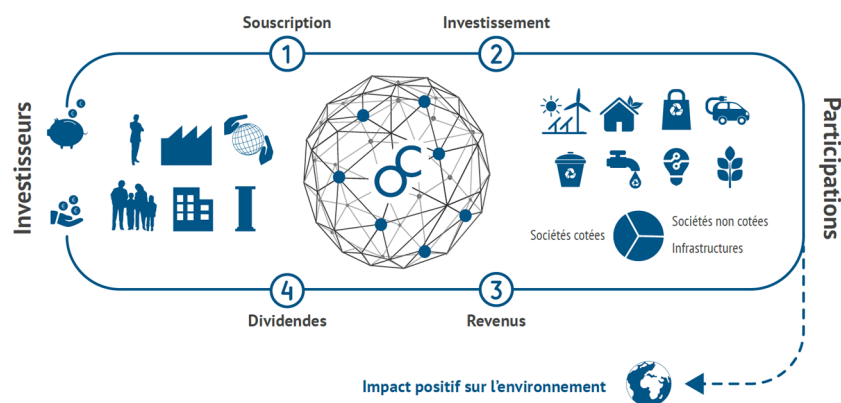 Souscription
Investissement
1
2
Investisseurs
Participations
Sociétés cotées
Sociétés non cotées
Infrastructures
4
3
Dividendes
Revenus
Impact positif sur l'environnement